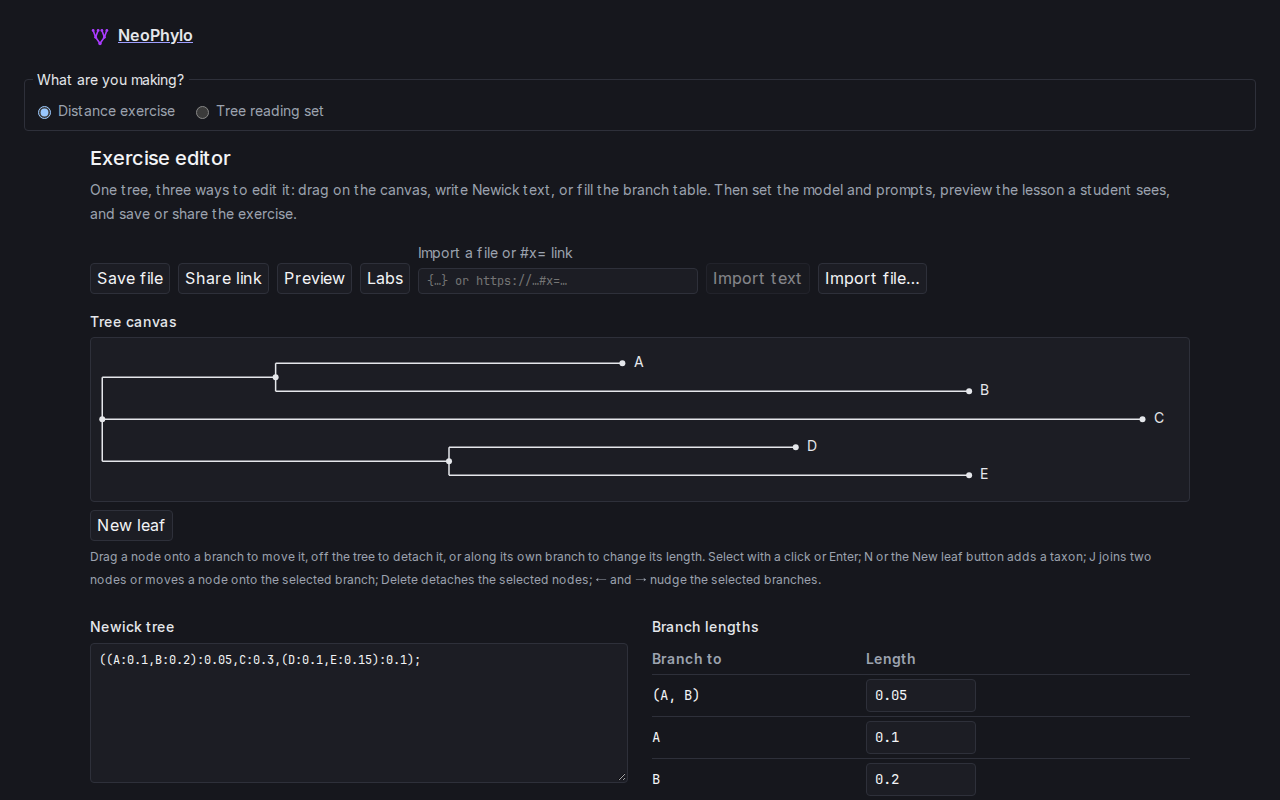 NeoPhylo
What are you making?
Distance exercise
Tree reading set
Exercise editor
One tree, three ways to edit it: drag on the canvas, write Newick text, or fill the branch table. Then set the model and prompts, preview the lesson a student sees,
and save or share the exercise.
Import a file or #x= link
Save file
Share link
Preview
Labs
{…} or https://…#x=…
Import text
Import file…
Tree canvas
A
B
C
D
E
New leaf
Drag a node onto a branch to move it, off the tree to detach it, or along its own branch to change its length. Select with a click or Enter; N or the New leaf button adds a taxon; J joins two
nodes or moves a node onto the selected branch; Delete detaches the selected nodes; ← and → nudge the selected branches.
Newick tree
((A:0.1,B:0.2):0.05,C:0.3,(D:0.1,E:0.15):0.1);
Branch lengths
Branch to
Length
(A, B)
0.05
A
0.1
B
0.2